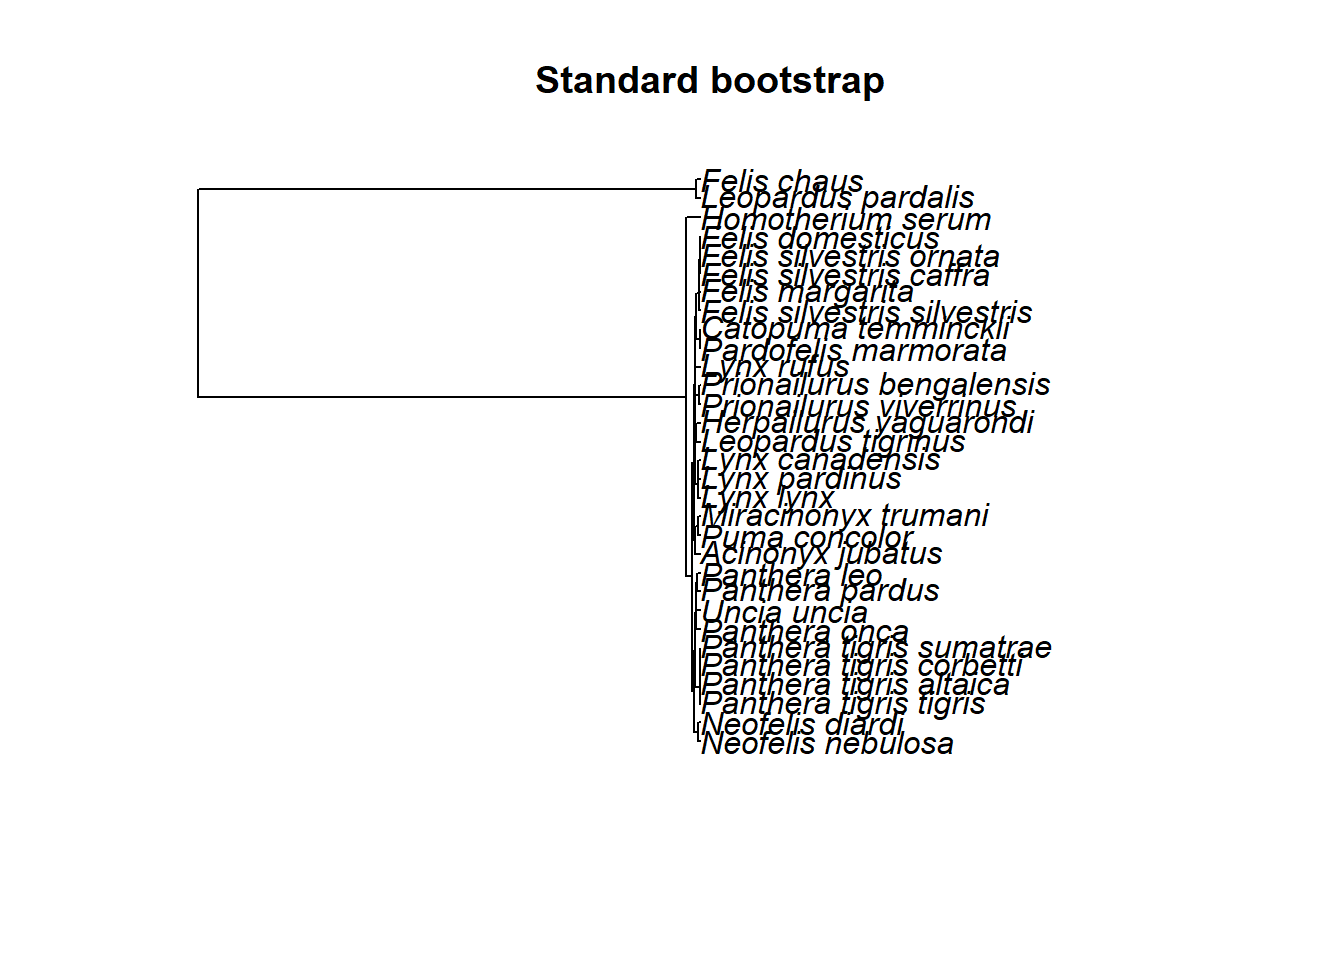 Standard bootstrap
Felis chaus
Leopardus pardalis
Homotherium serum
Felis domesticus
Felis silvestris ornata
Felis silvestris caffra
Felis margarita
Felis silvestris silvestris
Catopuma temminckli
Pardofelis marmorata
Lynx rufus
Prionailurus bengalensis
Prionailurus viverrinus
Herpailurus yaguarondi
Leopardus tigrinus
Lynx canadensis
Lynx pardinus
Lynx lynx
Miracinonyx trumani
Puma concolor
Acinonyx jubatus
Panthera leo
Panthera pardus
Uncia uncia
Panthera onca
Panthera tigris sumatrae
Panthera tigris corbetti
Panthera tigris altaica
Panthera tigris tigris
Neofelis diardi
Neofelis nebulosa